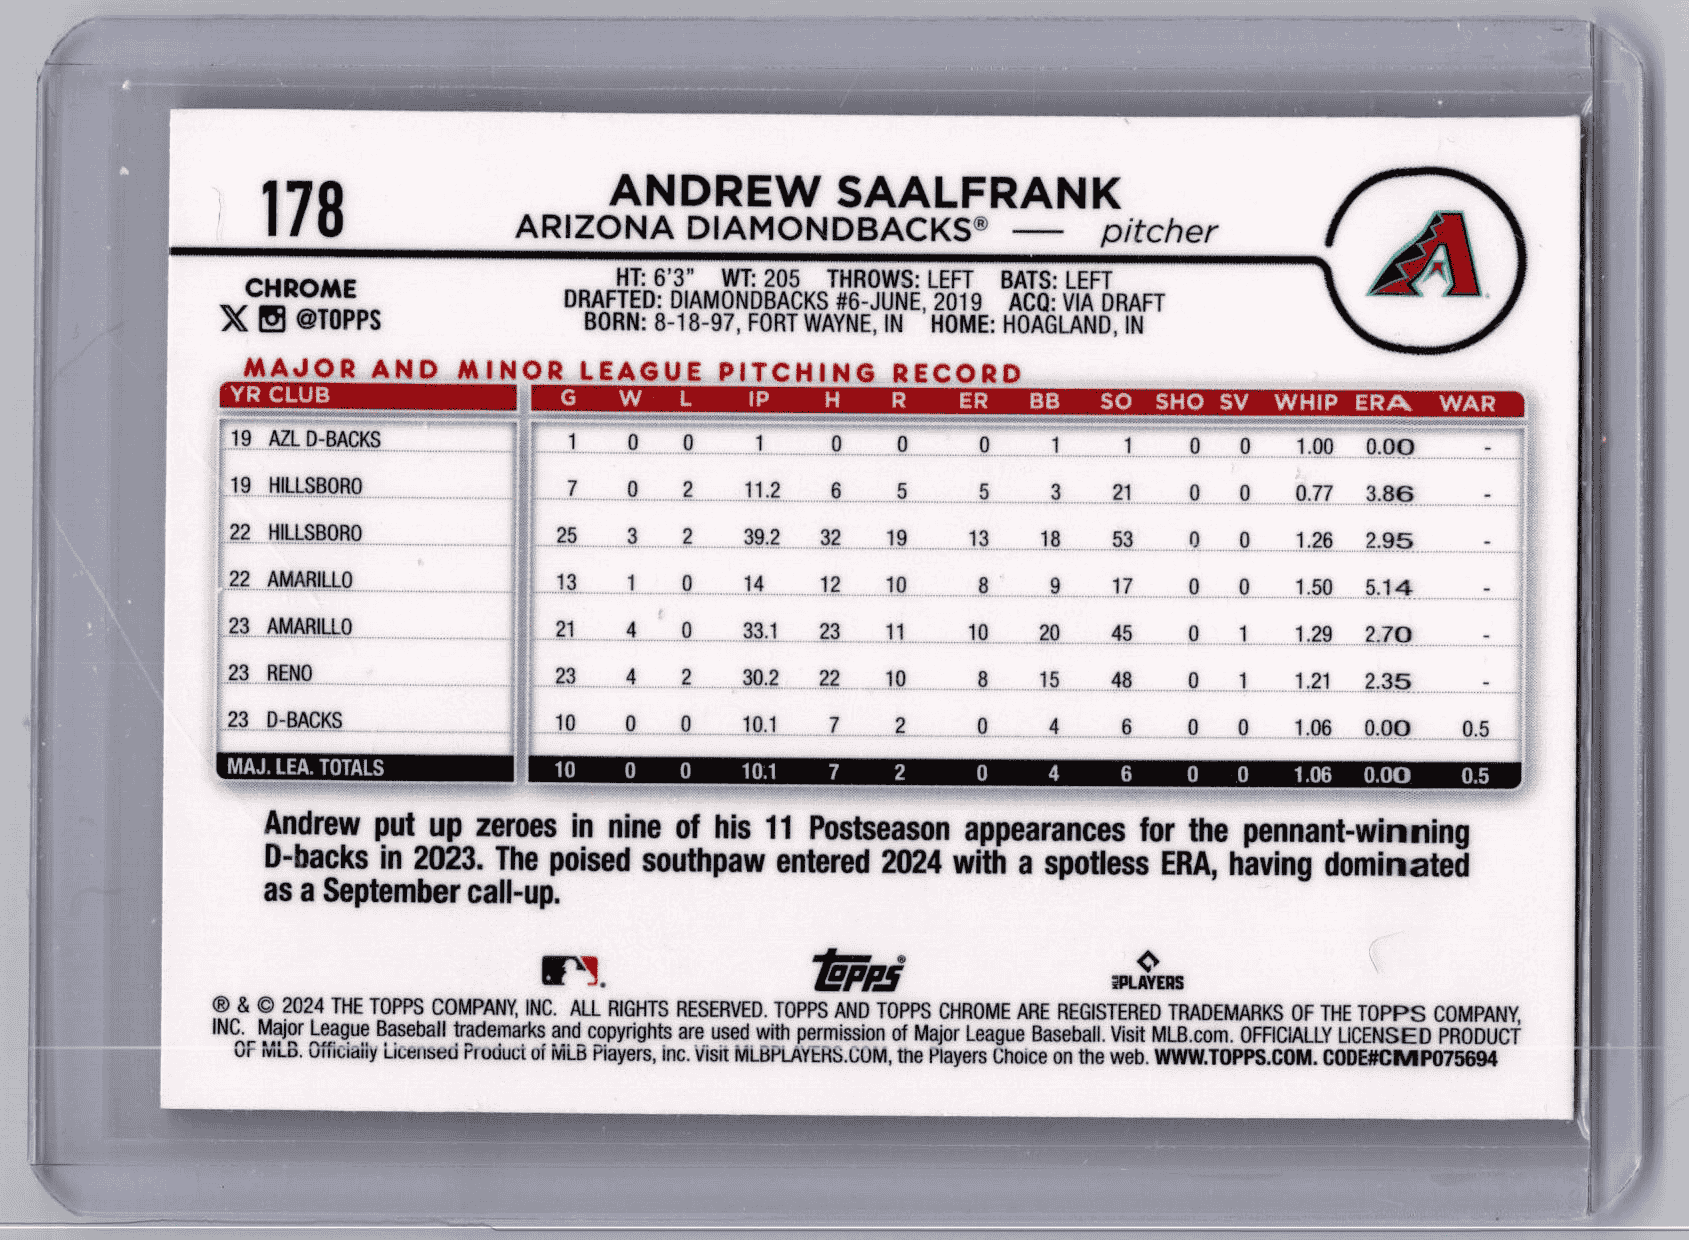 178
ANDREW SAALFRANK
ARIZONA DIAMONDBACKS® — pitcher
CHROME
@TOPPS
HT: 6'3" WT: 205 THROWS: LEFT BATS: LEFT
DRAFTED: DIAMONDBACKS #6-JUNE, 2019 ACQ: VIA DRAFT
BORN: 8-18-97, FORT WAYNE, IN HOME: HOAGLAND, IN
MAJOR AND MINOR LEAGUE PITCHING RECORD
YR CLUB G W L IP H R ER BB SO SHO SV WHIP ERA WAR
19 AZL D-BACKS 1 0 0 1 0 0 0 1 1 0 0 1.00 0.00 -
19 HILLSBORO 7 0 2 11.2 6 5 5 3 21 0 0 0.77 3.86 -
22 HILLSBORO 25 3 2 39.2 32 19 13 18 53 0 0 1.26 2.95 -
22 AMARILLO 13 1 0 14 12 10 8 9 17 0 0 1.50 5.14 -
23 AMARILLO 21 4 0 33.1 23 11 10 20 45 0 1 1.29 2.70 -
23 RENO 23 4 2 30.2 22 10 8 15 48 0 1 1.21 2.35 -
23 D-BACKS 10 0 0 10.1 7 2 0 4 6 0 0 1.06 0.00 0.5
MAJ. LEA. TOTALS 10 0 0 10.1 7 2 0 4 6 0 0 1.06 0.00 0.5
Andrew put up zeroes in nine of his 11 Postseason appearances for the pennant-winning
D-backs in 2023. The poised southpaw entered 2024 with a spotless ERA, having dominated
as a September call-up.
topps®
MLB PLAYERS
® & © 2024 THE TOPPS COMPANY, INC. ALL RIGHTS RESERVED. TOPPS AND TOPPS CHROME ARE REGISTERED TRADEMARKS OF THE TOPPS COMPANY,
INC. Major League Baseball trademarks and copyrights are used with permission of Major League Baseball. Visit MLB.com. OFFICIALLY LICENSED PRODUCT
OF MLB. Officially Licensed Product of MLB Players, Inc. Visit MLBPLAYERS.COM, the Players Choice on the web. WWW.TOPPS.COM. CODE#CMP075694